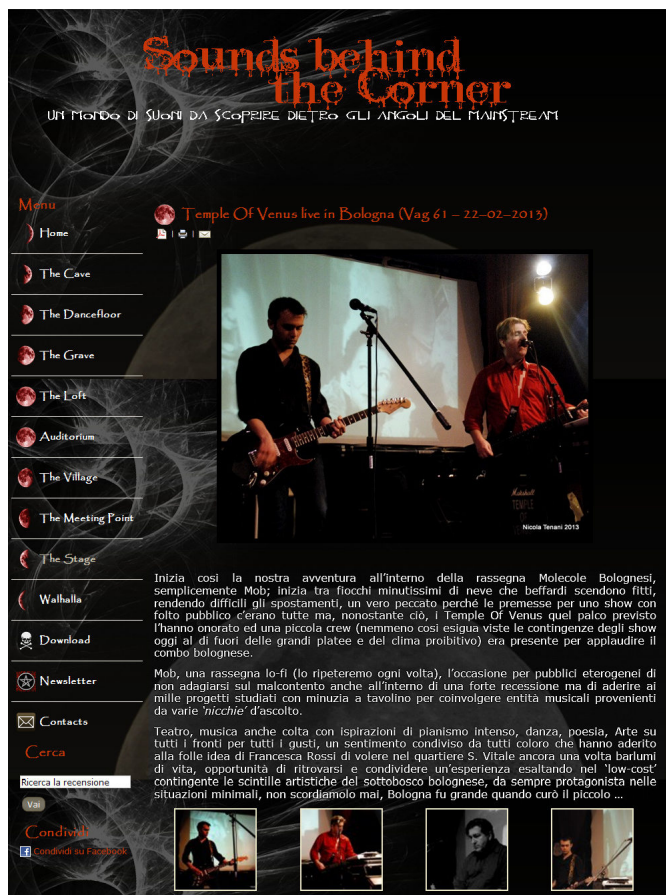 Sounds behind
the Corner
un mondo di suoni da scoprire dietro gli angoli del mainstream
Menu
Home
The Cave
The Dancefloor
The Grave
The Loft
Auditorium
The Village
The Meeting Point
The Stage
Walhalla
Download
Newsletter
Contacts
Cerca
Ricerca la recensione
Vai
Condividi
Condividi su Facebook
Temple Of Venus live in Bologna (Vag 61 – 22–02–2013)
Marshall
TEMPLE
OF
Nicola Tenani 2013
Inizia così la nostra avventura all’interno della rassegna Molecole Bolognesi,
semplicemente Mob; inizia tra fiocchi minutissimi di neve che beffardi scendono fitti,
rendendo difficili gli spostamenti, un vero peccato perché le premesse per uno show con
folto pubblico c’erano tutte ma, nonostante ciò, i Temple Of Venus quel palco previsto
l’hanno onorato ed una piccola crew (nemmeno cosi esigua viste le contingenze degli show
oggi al di fuori delle grandi platee e del clima proibitivo) era presente per applaudire il
combo bolognese.
Mob, una rassegna lo-fi (lo ripeteremo ogni volta), l’occasione per pubblici eterogenei di
non adagiarsi sul malcontento anche all’interno di una forte recessione ma di aderire ai
mille progetti studiati con minuzia a tavolino per coinvolgere entità musicali provenienti
da varie ‘nicchie’ d’ascolto.
Teatro, musica anche colta con ispirazioni di pianismo intenso, danza, poesia, Arte su
tutti i fronti per tutti i gusti, un sentimento condiviso da tutti coloro che hanno aderito
alla folle idea di Francesca Rossi di volere nel quartiere S. Vitale ancora una volta barlumi
di vita, opportunità di ritrovarsi e condividere un’esperienza esaltando nel ‘low-cost’
contingente le scintille artistiche del sottobosco bolognese, da sempre protagonista nelle
situazioni minimali, non scordiamolo mai, Bologna fu grande quando curò il piccolo ...